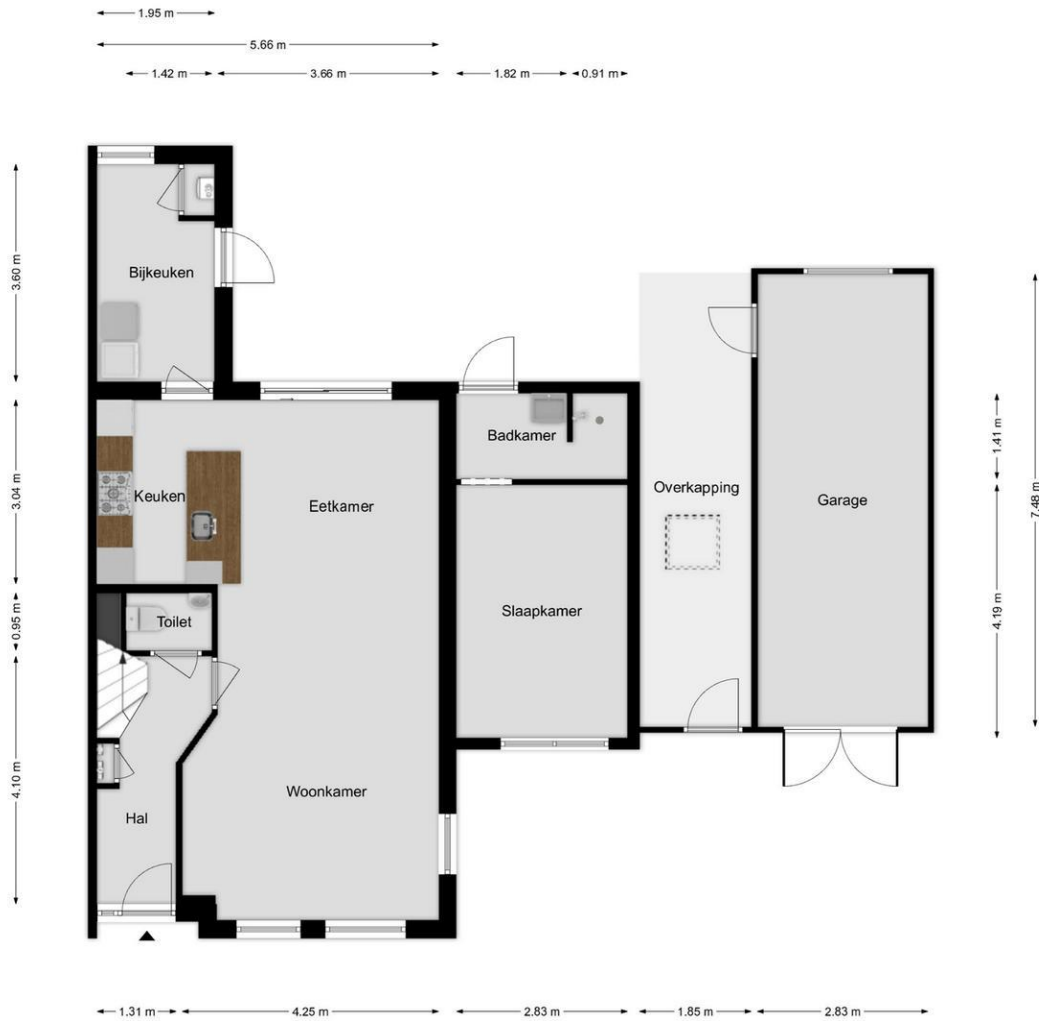 1.95 m
5.66 m
1.42 m 3.66 m 1.82 m 0.91 m
3.60 m
Bijkeuken
7.48 m
Badkamer
1.41 m
Keuken
Eetkamer
Overkapping
Garage
3.04 m
Slaapkamer
4.19 m
0.95 m
Toilet
4.10 m
Woonkamer
Hal
1.31 m 4.25 m 2.83 m 1.85 m 2.83 m